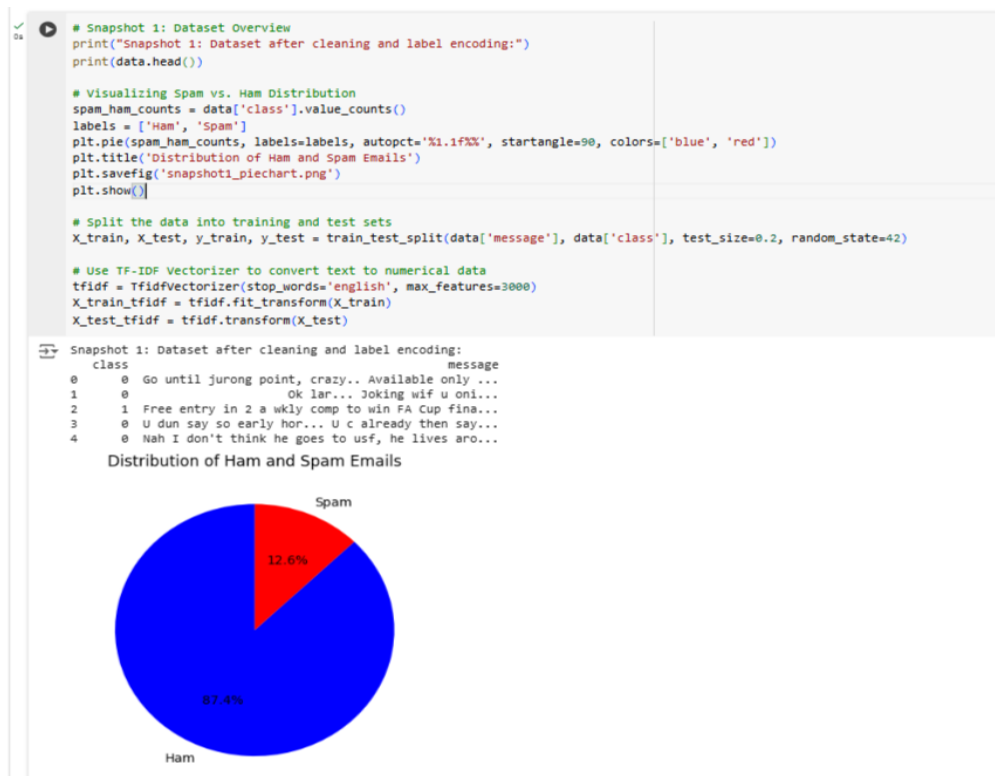 # Snapshot 1: Dataset Overview
print("Snapshot 1: Dataset after cleaning and label encoding:")
print(data.head())
# Visualizing Spam vs. Ham Distribution
spam_ham_counts = data['class'].value_counts()
labels = ['Ham', 'Spam']
plt.pie(spam_ham_counts, labels=labels, autopct='%1.1f%%', startangle=90, colors=['blue', 'red'])
plt.title('Distribution of Ham and Spam Emails')
plt.savefig('snapshot1_piechart.png')
plt.show()
# Split the data into training and test sets
X_train, X_test, y_train, y_test = train_test_split(data['message'], data['class'], test_size=0.2, random_state=42)
# Use TF-IDF Vectorizer to convert text to numerical data
tfidf = TfidfVectorizer(stop_words='english', max_features=3000)
X_train_tfidf = tfidf.fit_transform(X_train)
X_test_tfidf = tfidf.transform(X_test)
0s
Snapshot 1: Dataset after cleaning and label encoding:
class message
0 0 Go until jurong point, crazy.. Available only ...
1 0 Ok lar... Joking wif u oni...
2 1 Free entry in 2 a wkly comp to win FA Cup fina...
3 0 U dun say so early hor... U c already then say...
4 0 Nah I don't think he goes to usf, he lives aro...
Distribution of Ham and Spam Emails
Spam
12.6%
87.4%
Ham